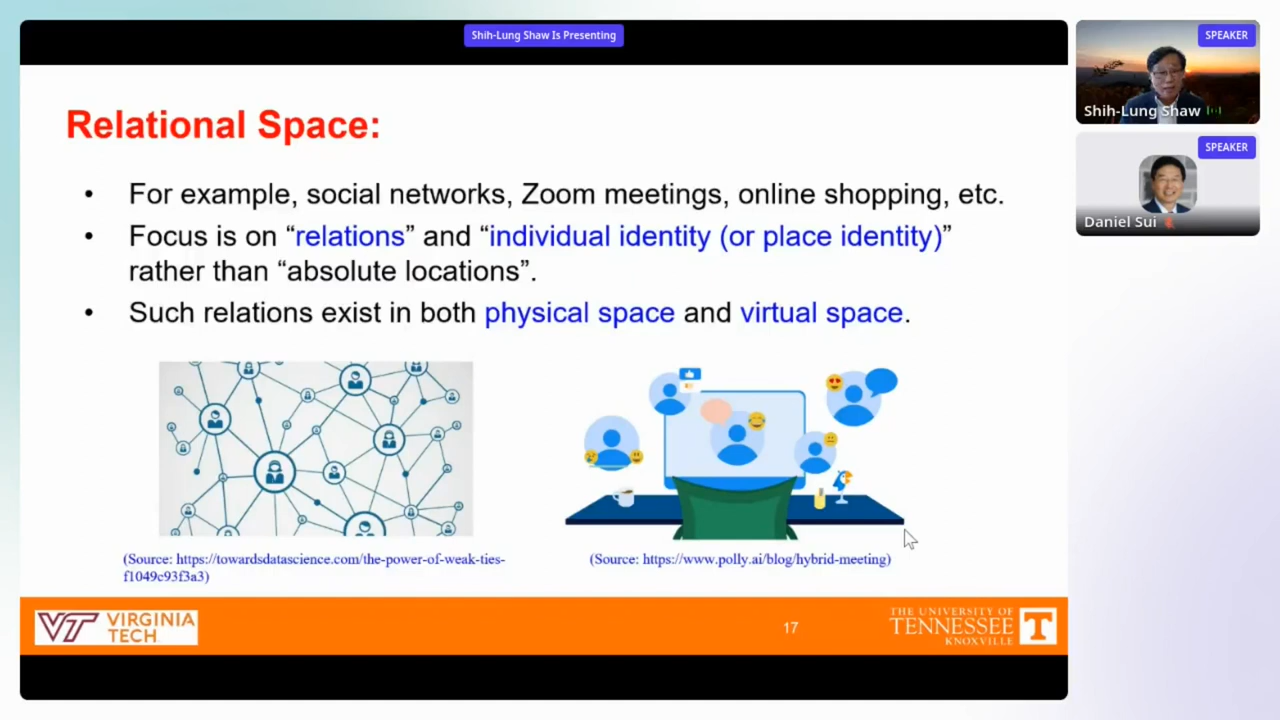 Shih-Lung Shaw Is Presenting
SPEAKER
Shih-Lung Shaw
SPEAKER
Daniel Sui
Relational Space:
• For example, social networks, Zoom meetings, online shopping, etc.
• Focus is on “relations” and “individual identity (or place identity)”
rather than “absolute locations”.
• Such relations exist in both physical space and virtual space.
(Source: https://towardsdatascience.com/the-power-of-weak-ties-
f1049c93f3a3)
(Source: https://www.polly.ai/blog/hybrid-meeting)
VT VIRGINIA
TECH
17
THE UNIVERSITY OF
TENNESSEE
KNOXVILLE
T